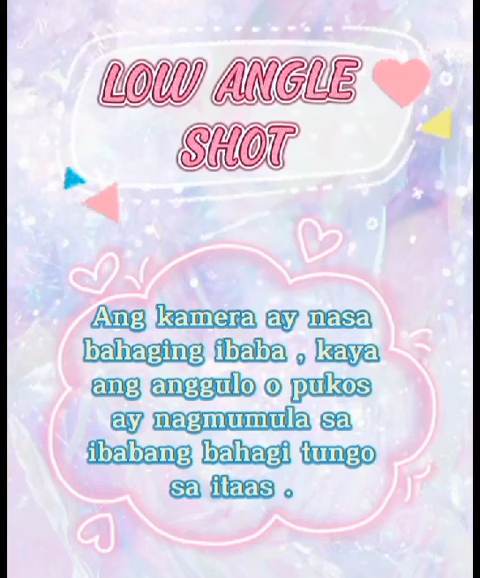 LOW ANGLE
SHOT
Ang kamera ay nasa
bahaging ibaba , kaya
ang anggulo o pukos
ay nagmumula sa
ibabang bahagi tungo
sa itaas .